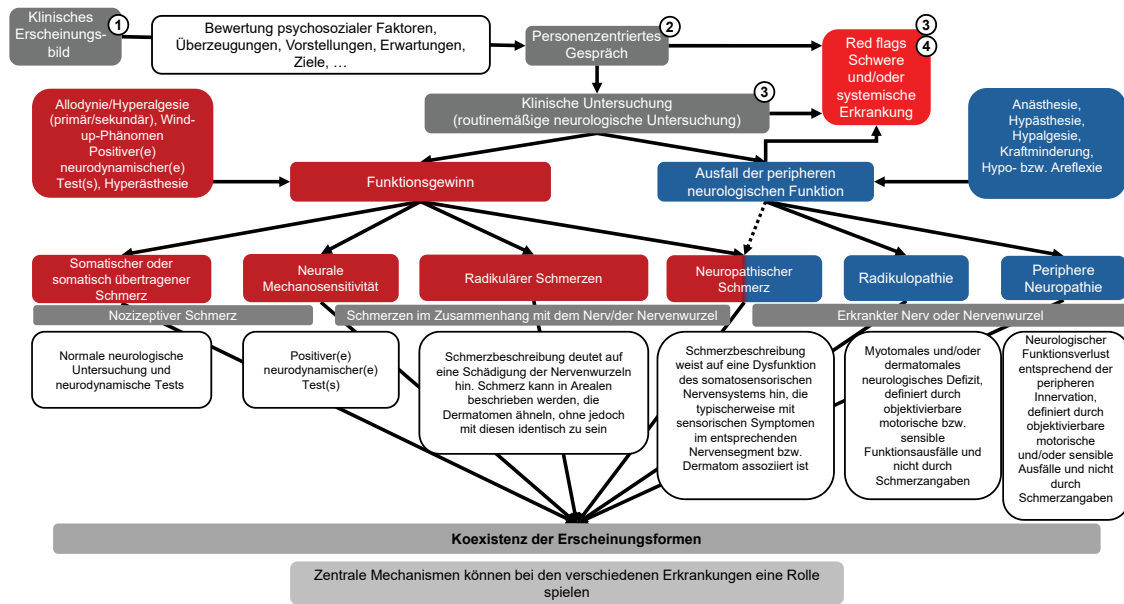 Klinisches
Erscheinungs-
bild
1
Bewertung psychosozialer Faktoren,
Überzeugungen, Vorstellungen, Erwartungen,
Ziele, …
Personenzentriertes
Gespräch
2
3
4
Red flags
Schwere
und/oder
systemische
Erkrankung
Klinische Untersuchung
(routinemäßige neurologische Untersuchung)
3
Allodynie/Hyperalgesie
(primär/sekundär), Wind-
up-Phänomen
Positiver(e)
neurodynamischer(e)
Test(s), Hyperästhesie
Anästhesie,
Hypästhesie,
Hypalgesie,
Kraftminderung,
Hypo- bzw. Areflexie
Funktionsgewinn
Ausfall der peripheren
neurologischen Funktion
Somatischer oder
somatisch übertragener
Schmerz
Neurale
Mechanosensitivität
Radikulärer Schmerzen
Neuropathischer
Schmerz
Radikulopathie
Periphere
Neuropathie
Nozizeptiver Schmerz
Schmerzen im Zusammenhang mit dem Nerv/der Nervenwurzel
Erkrankter Nerv oder Nervenwurzel
Normale neurologische
Untersuchung und
neurodynamische Tests
Positiver(e)
neurodynamischer(e)
Test(s)
Schmerzbeschreibung deutet auf
eine Schädigung der Nervenwurzeln
hin. Schmerz kann in Arealen
beschrieben werden, die
Dermatomen ähneln, ohne jedoch
mit diesen identisch zu sein
Schmerzbeschreibung
weist auf eine Dysfunktion
des somatosensorischen
Nervensystems hin, die
typischerweise mit
sensorischen Symptomen
im entsprechenden
Nervensegment bzw.
Dermatom assoziiert ist
Myotomales und/oder
dermatomales
neurologisches Defizit,
definiert durch
objektivierbare
motorische bzw.
sensible
Funktionsausfälle und
nicht durch
Schmerzangaben
Neurologischer
Funktionsverlust
entsprechend der
peripheren
Innervation,
definiert durch
objektivierbare
motorische
und/oder sensible
Ausfälle und nicht
durch
Schmerzangaben
Koexistenz der Erscheinungsformen
Zentrale Mechanismen können bei den verschiedenen Erkrankungen eine Rolle
spielen